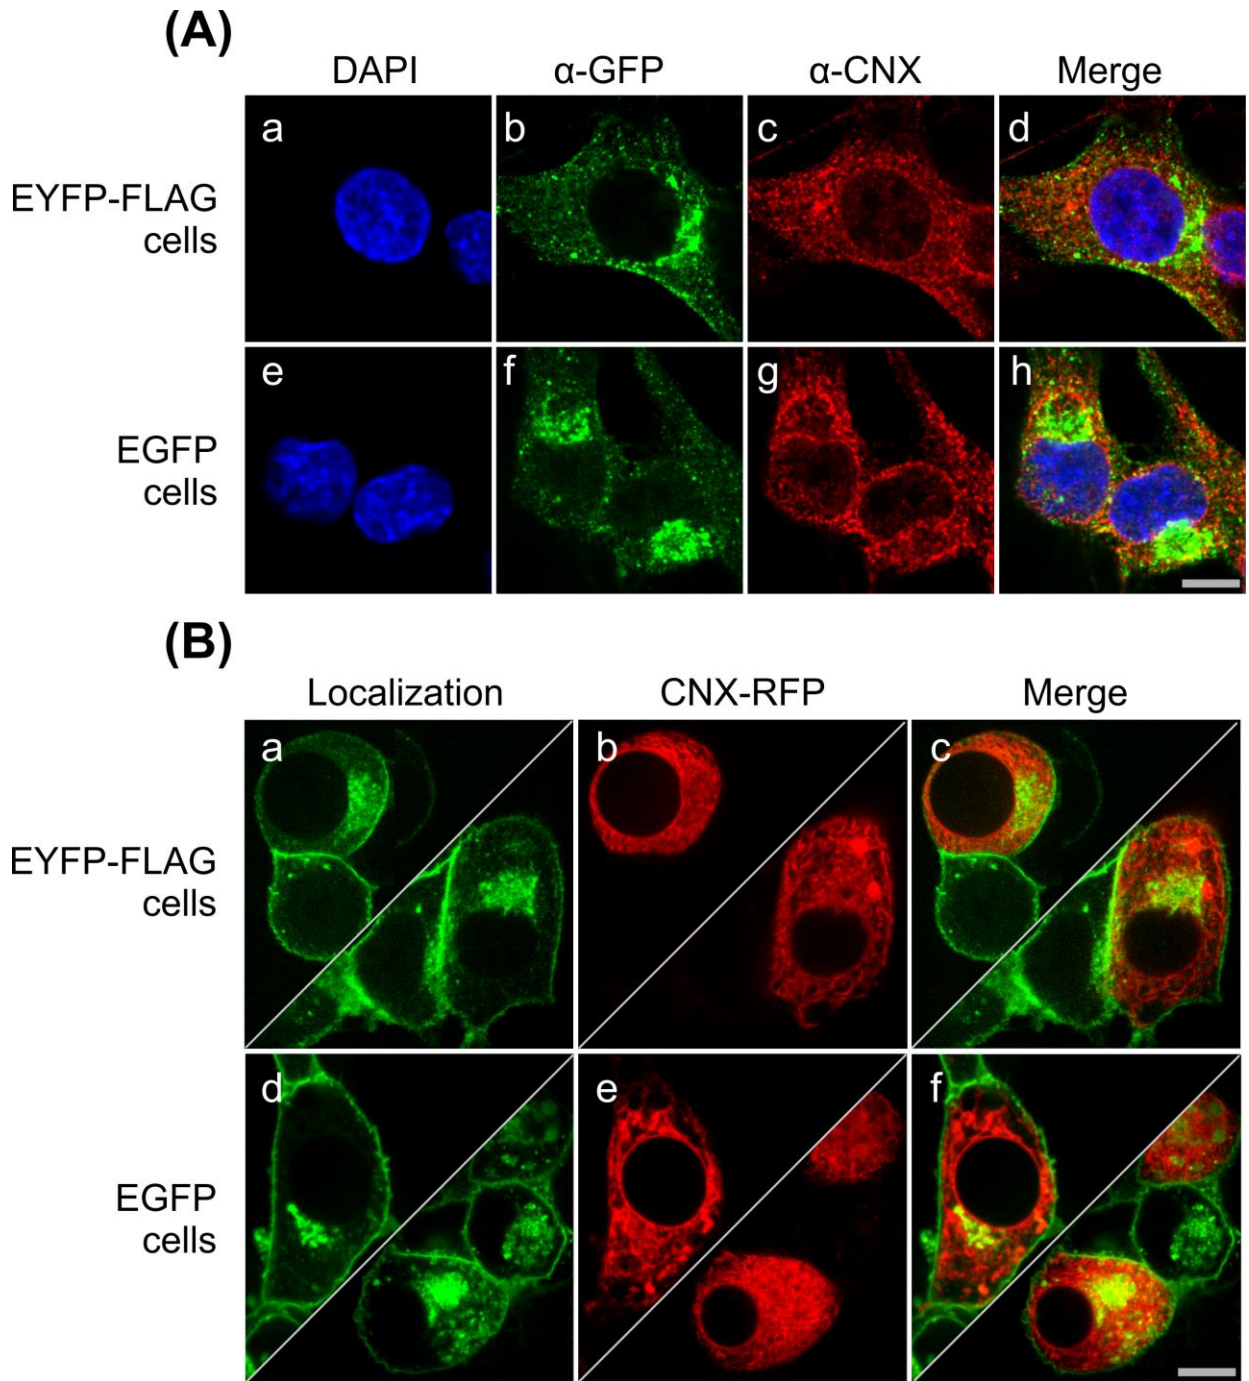 (A)
DAPI α-GFP α-CNX Merge
EYFP-FLAG
cells
a b c d
EGFP
cells
e f g h
(B)
Localization CNX-RFP Merge
EYFP-FLAG
cells
a b c
EGFP
cells
d e f